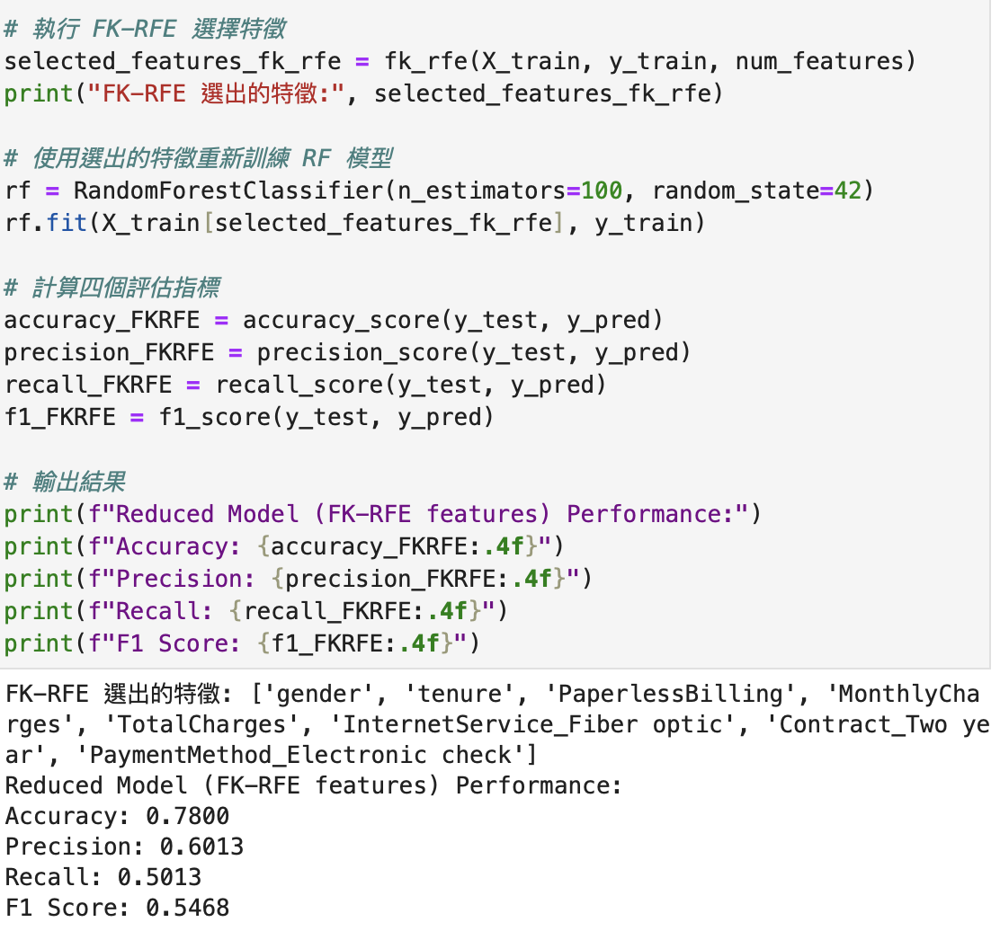 # 執行 FK-RFE 選擇特徵
selected_features_fk_rfe = fk_rfe(X_train, y_train, num_features)
print("FK-RFE 選出的特徵:", selected_features_fk_rfe)
# 使用選出的特徵重新訓練 RF 模型
rf = RandomForestClassifier(n_estimators=100, random_state=42)
rf.fit(X_train[selected_features_fk_rfe], y_train)
# 計算四個評估指標
accuracy_FKRFE = accuracy_score(y_test, y_pred)
precision_FKRFE = precision_score(y_test, y_pred)
recall_FKRFE = recall_score(y_test, y_pred)
f1_FKRFE = f1_score(y_test, y_pred)
# 輸出結果
print(f"Reduced Model (FK-RFE features) Performance:")
print(f"Accuracy: {accuracy_FKRFE:.4f}")
print(f"Precision: {precision_FKRFE:.4f}")
print(f"Recall: {recall_FKRFE:.4f}")
print(f"F1 Score: {f1_FKRFE:.4f}")
FK-RFE 選出的特徵: ['gender', 'tenure', 'PaperlessBilling', 'MonthlyCha
rges', 'TotalCharges', 'InternetService_Fiber optic', 'Contract_Two ye
ar', 'PaymentMethod_Electronic check']
Reduced Model (FK-RFE features) Performance:
Accuracy: 0.7800
Precision: 0.6013
Recall: 0.5013
F1 Score: 0.5468